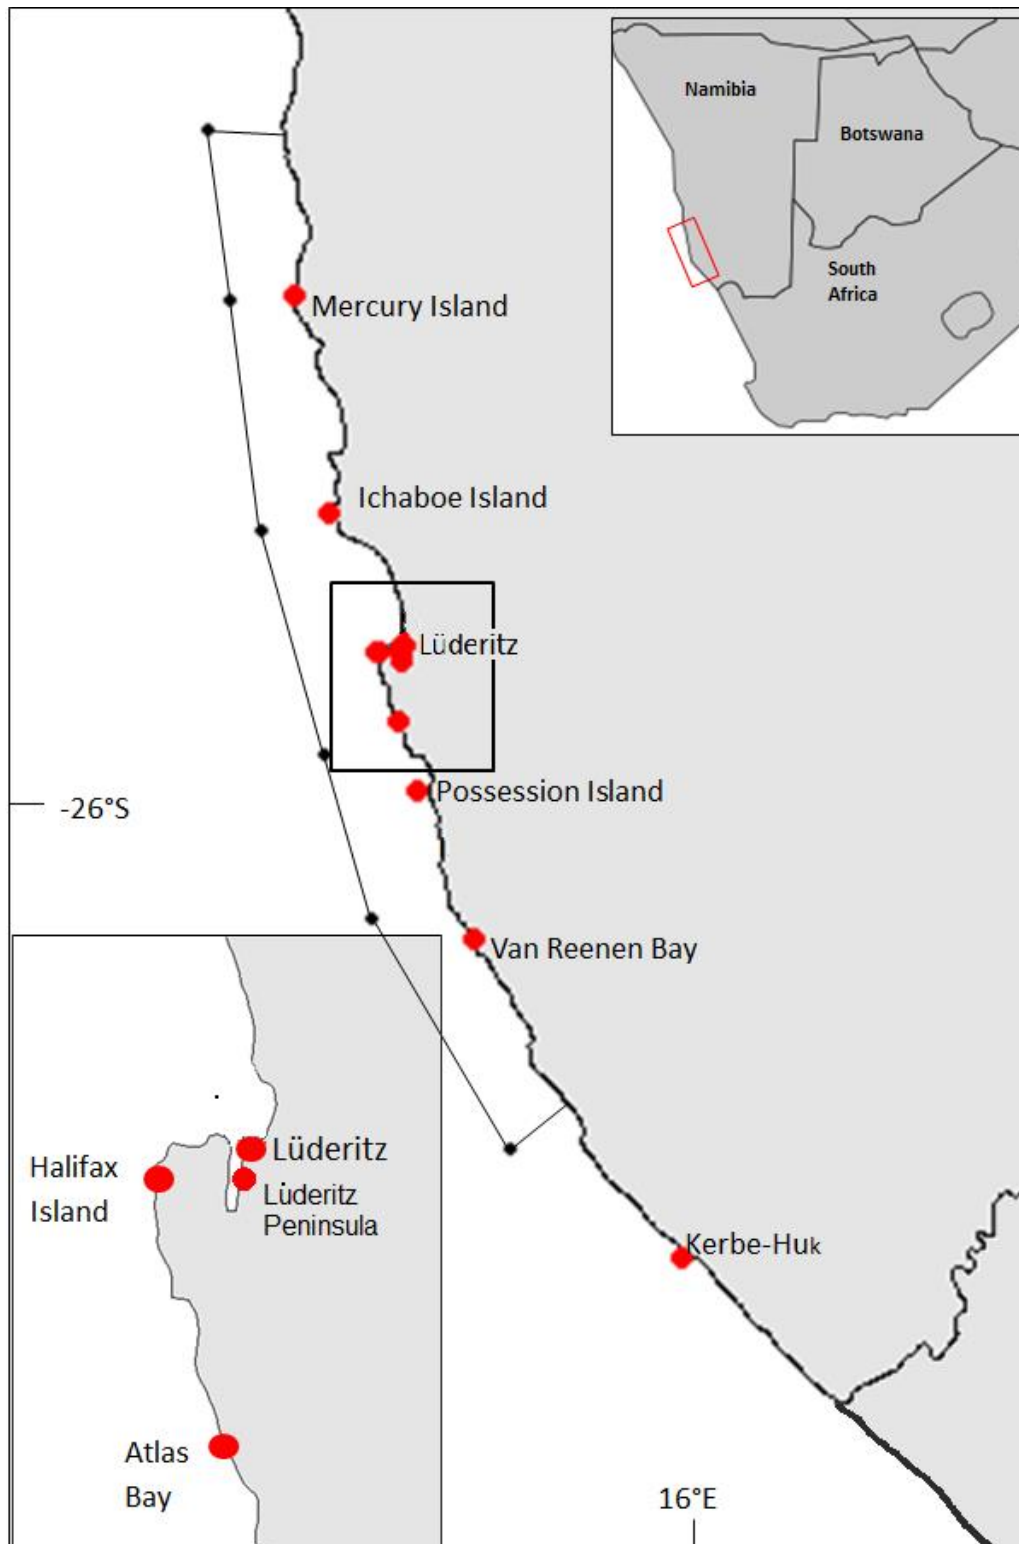 Namibia
Botswana
South
Africa
Mercury Island
Ichaboe Island
Lüderitz
Possession Island
-26°S
Van Reenen Bay
Halifax
Island
Lüderitz
Lüderitz
Peninsula
Kerbe-Huk
Atlas
Bay
16°E